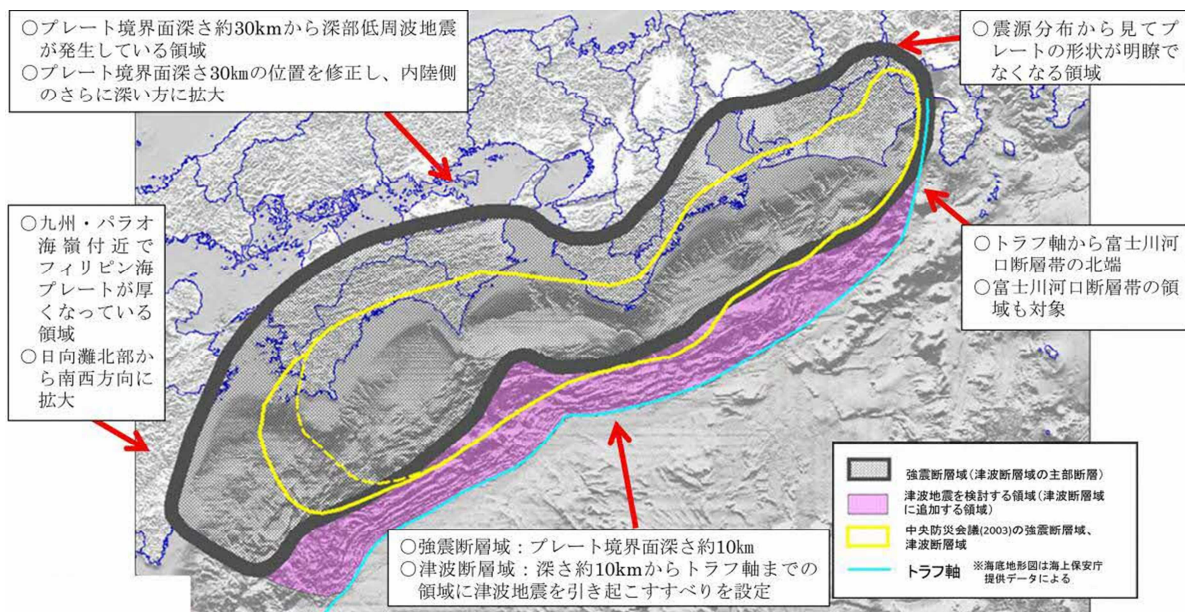 ○プレート境界面深さ約30kmから深部低周波地震
が発生している領域
○プレート境界面深さ30kmの位置を修正し、内陸側
のさらに深い方に拡大
○震源分布から見てプ
レートの形状が明瞭で
なくなる領域
○九州・パラオ
海嶺付近で
フィリピン海
プレートが厚
くなっている
領域
○日向灘北部か
ら南西方向に
拡大
○トラフ軸から富士川河
口断層帯の北端
○富士川河口断層帯の領
域も対象
○強震断層域：プレート境界面深さ約10km
○津波断層域：深さ約10kmからトラフ軸までの
領域に津波地震を引き起こすすべりを設定
強震断層域(津波断層域の主部断層)
津波地震を検討する領域(津波断層域
に追加する領域)
中央防災会議(2003)の強震断層域、
津波断層域
トラフ軸 ※海底地形図は海上保安庁
提供データによる